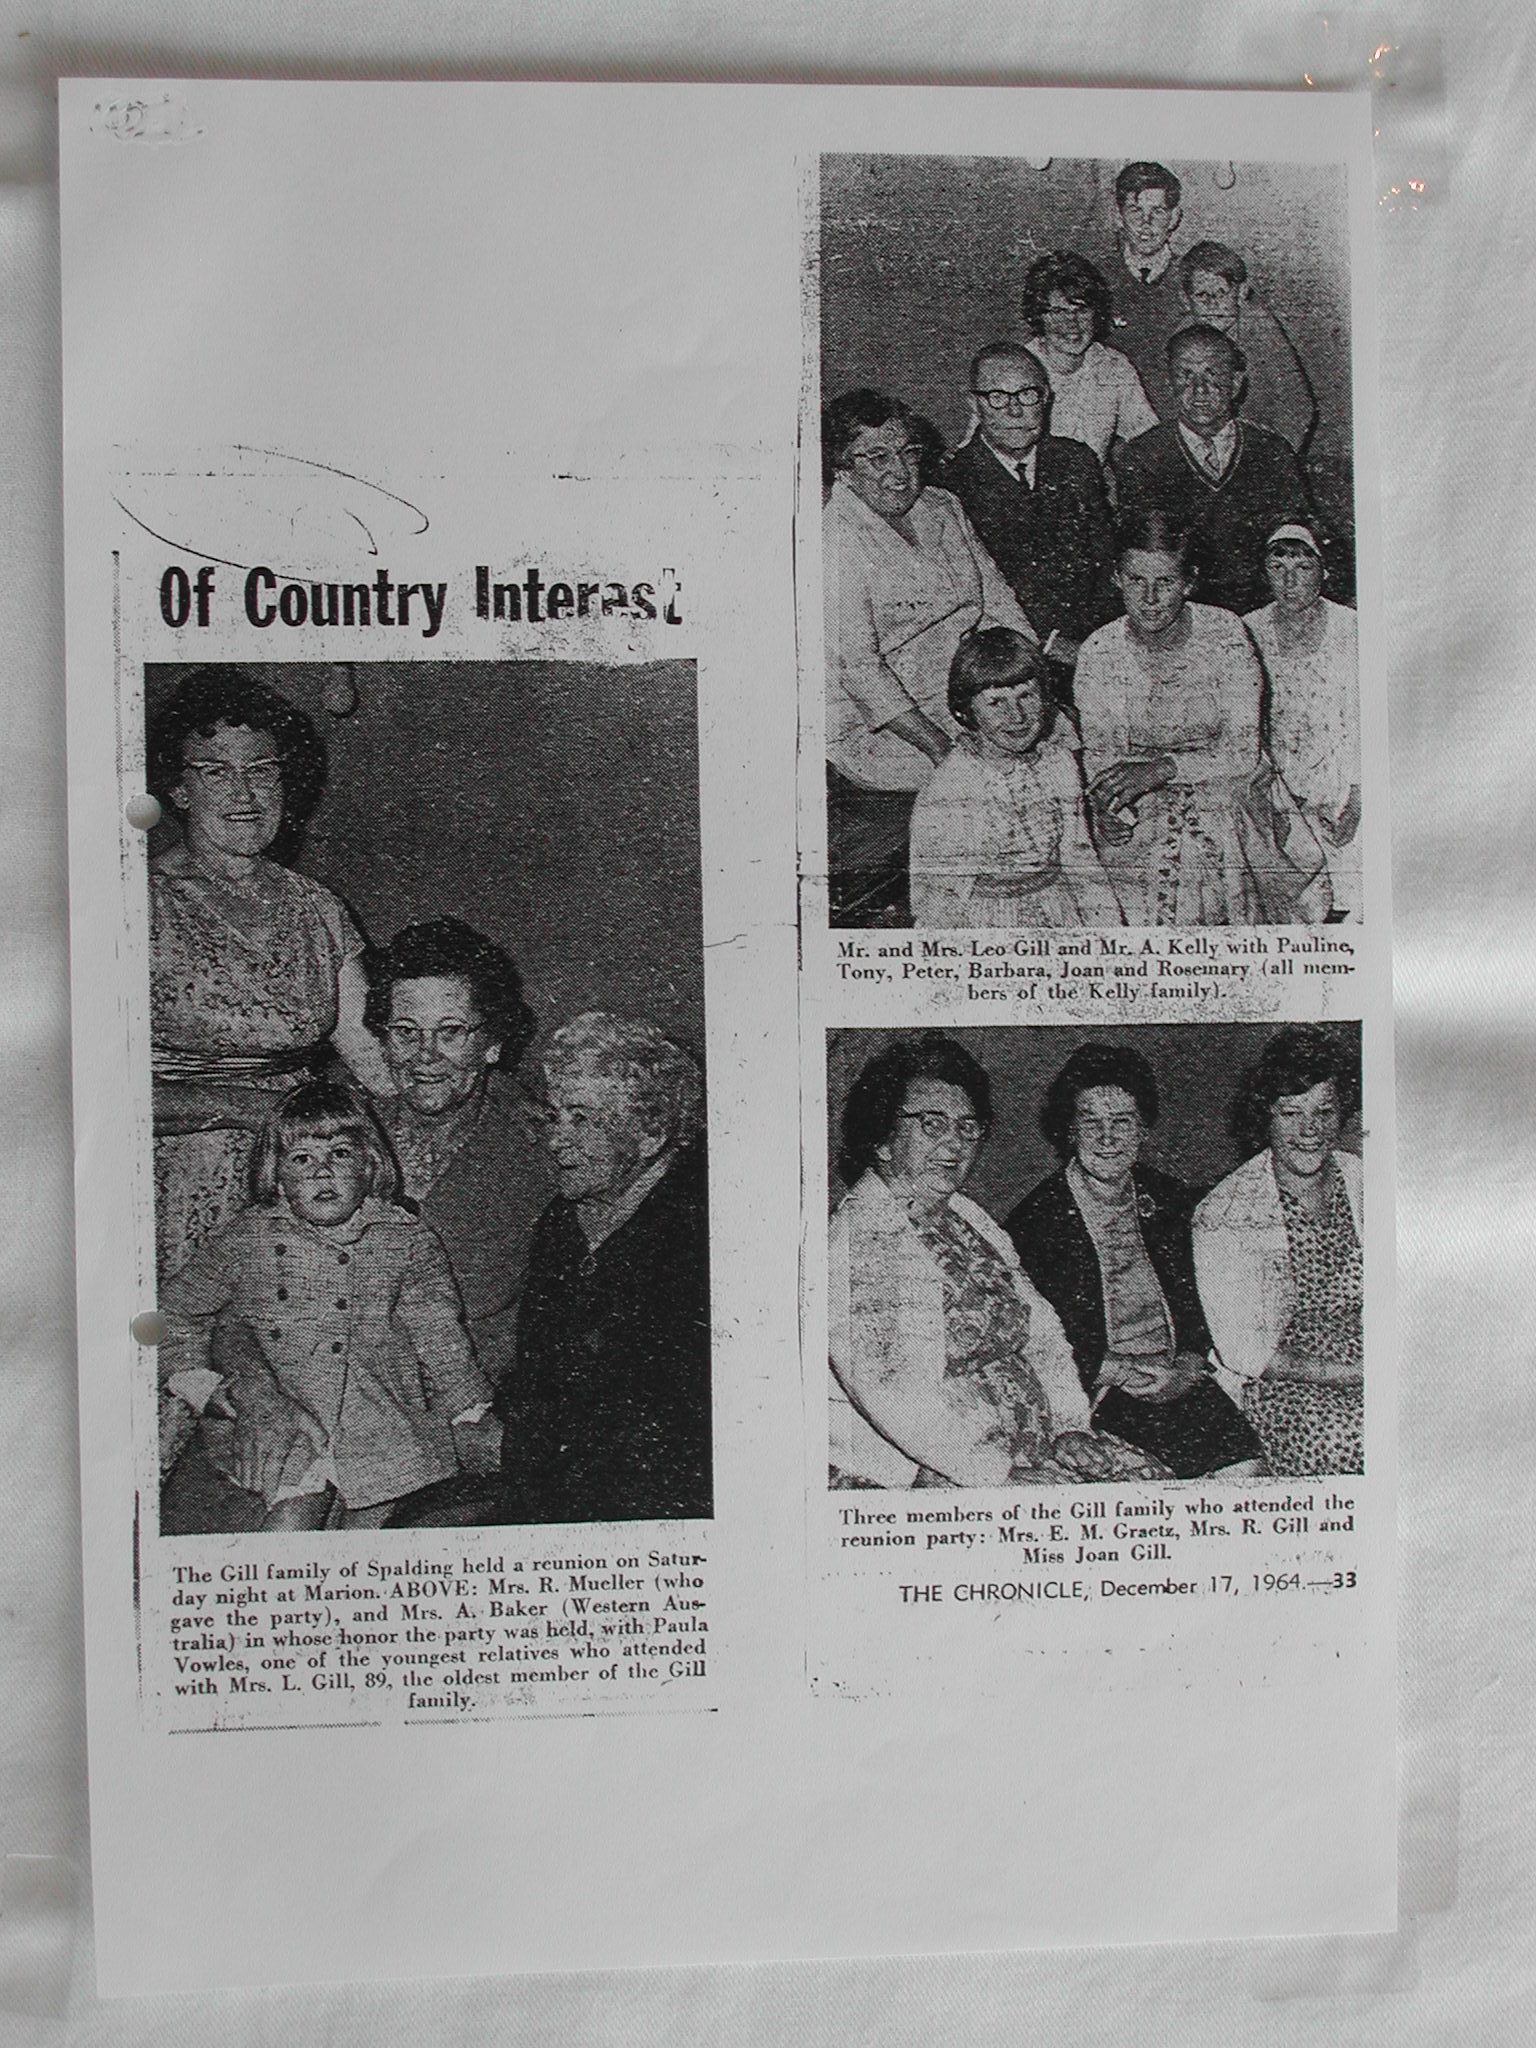 Of Country Interest
The Gill family of Spalding held a reunion on Satur-
day night at Marion. ABOVE: Mrs. R. Mueller (who
gave the party), and Mrs. A. Baker (Western Aus-
tralia) in whose honor the party was held, with Paula
Vowles, one of the youngest relatives who attended
with Mrs. L. Gill, 89, the oldest member of the Gill
family.
Mr. and Mrs. Leo Gill and Mr. A. Kelly with Pauline,
Tony, Peter, Barbara, Joan and Rosemary (all mem-
bers of the Kelly family).
Three members of the Gill family who attended the
reunion party: Mrs. E. M. Graetz, Mrs. R. Gill and
Miss Joan Gill.
THE CHRONICLE, December 17, 1964.—33